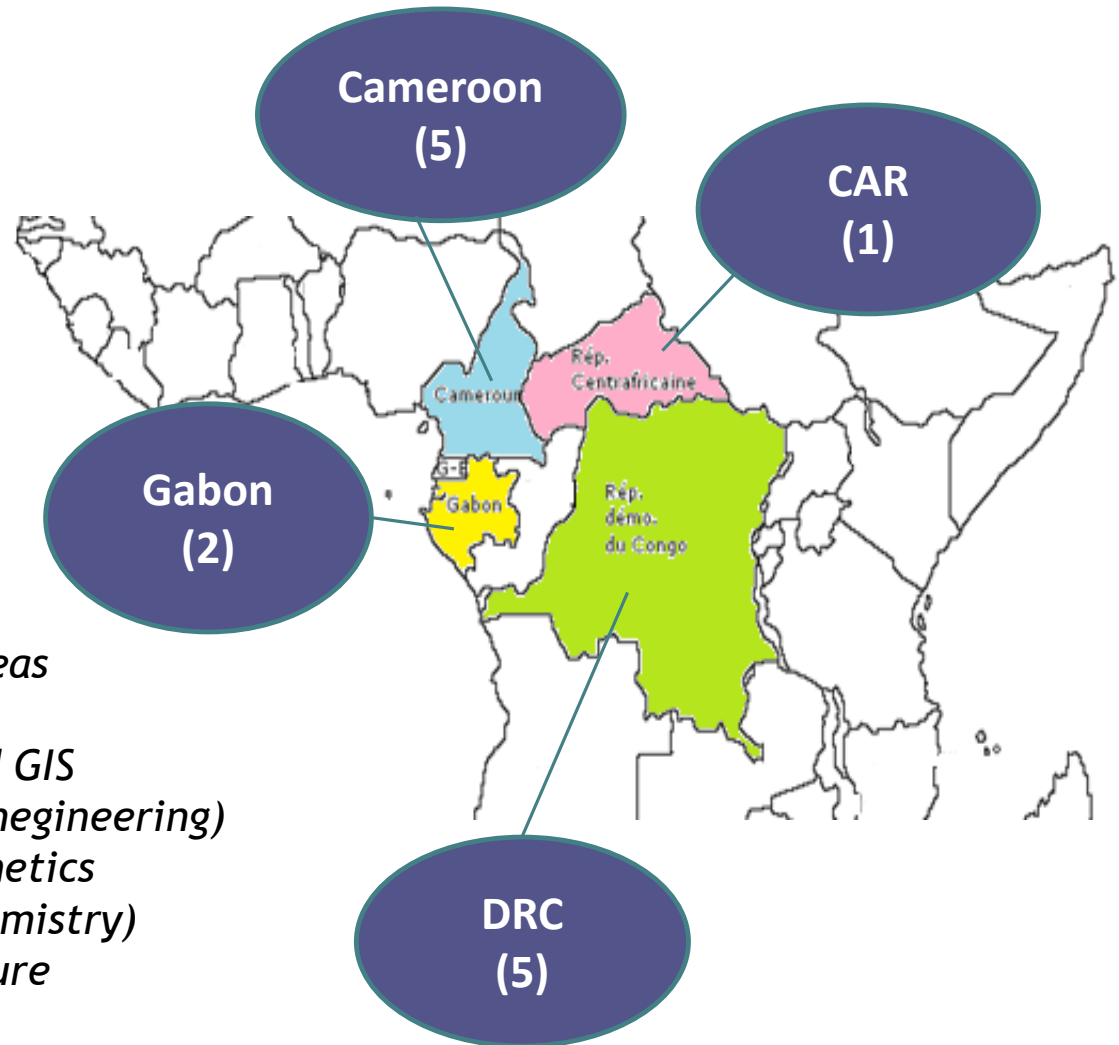 Cameroon
(5)
CAR
(1)
Rép.
Centrafricaine
Cameroun
G-E
Gabon
Rép.
démo.
du Congo
Gabon
(2)
eas
GIS
negineering)
netics
mistry)
ure
DRC
(5)